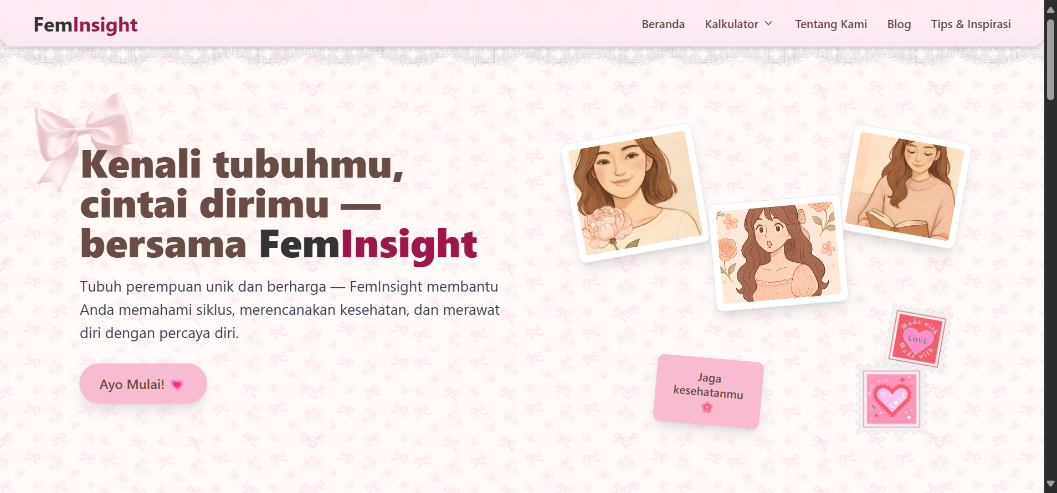 FemInsight
Beranda
Kalkulator
Tentang Kami
Blog
Tips & Inspirasi
Kenali tubuhmu,
cintai dirimu —
bersama FemInsight
Tubuh perempuan unik dan berharga — FemInsight membantu
Anda memahami siklus, merencanakan kesehatan, dan merawat
diri dengan percaya diri.
Ayo Mulai! 💗
Jaga
kesehatanmu
🌸
Made with
LOVE
Made with